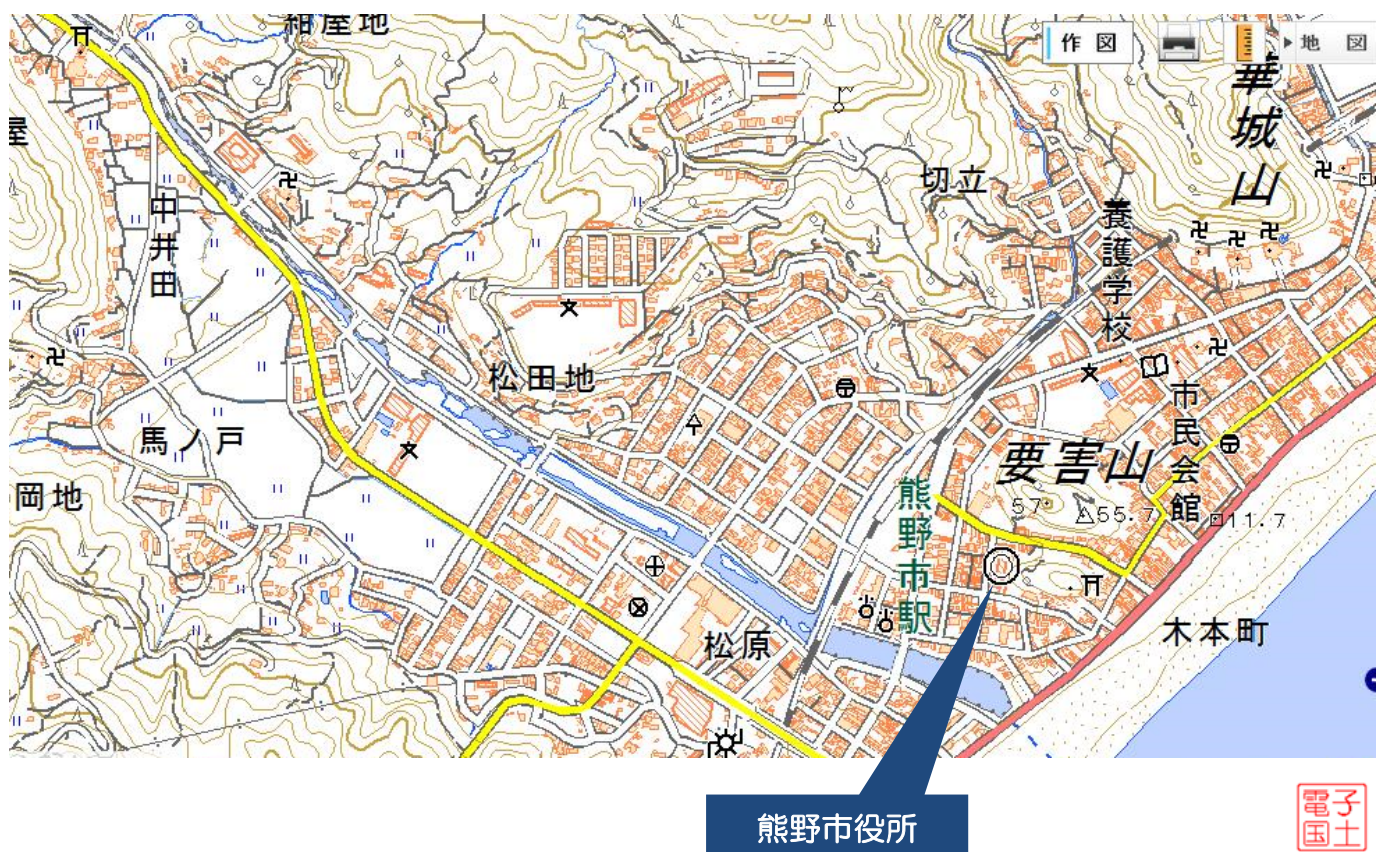 紺屋地
作図
地図
華城山
屋
切立
中井田
養護学校
松田地
市民会館
馬ノ戸
要害山
岡地
熊野市駅
57
55.7
11.7
木本町
松原
熊野市役所
電子
国土